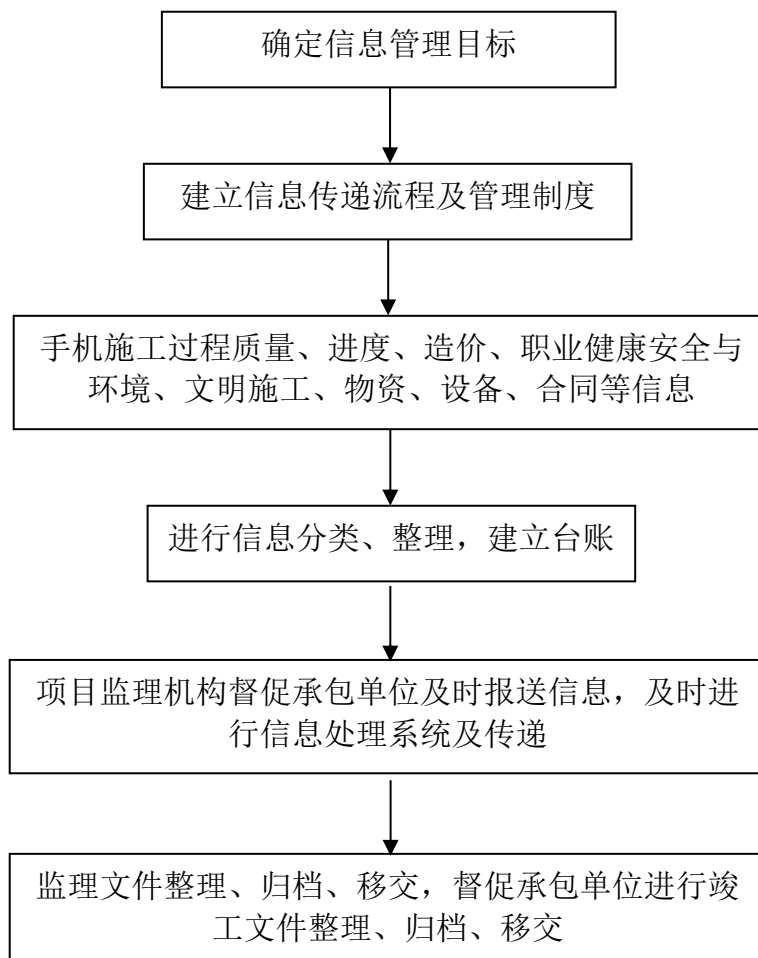 确定信息管理目标
建立信息传递流程及管理制度
手机施工过程质量、进度、造价、职业健康安全与
环境、文明施工、物资、设备、合同等信息
进行信息分类、整理，建立台账
项目监理机构督促承包单位及时报送信息，及时进
行信息处理系统及传递
监理文件整理、归档、移交，督促承包单位进行竣
工文件整理、归档、移交